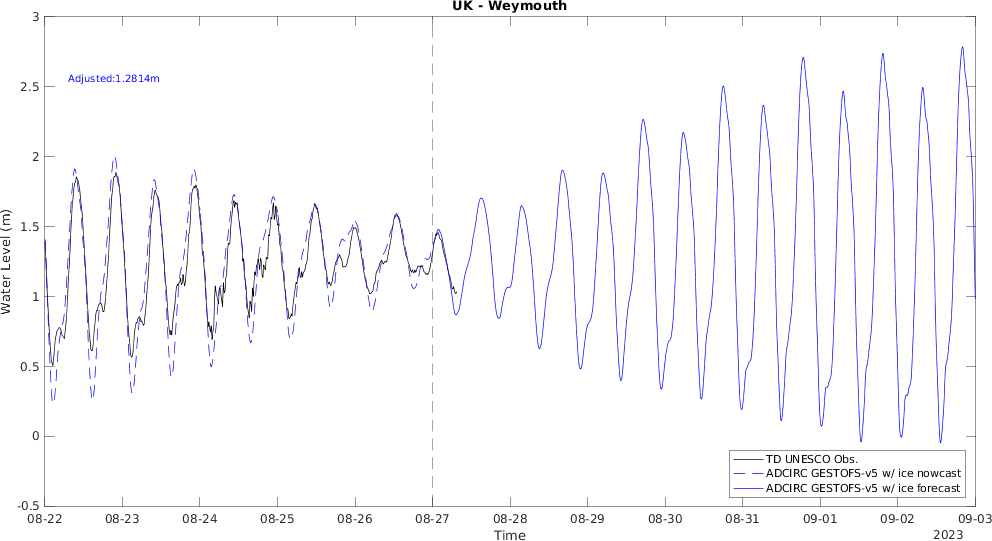 UK - Weymouth
3
2.5
2
1.5
1
0.5
0
-0.5
Water Level (m)
Adjusted:1.2814m
TD UNESCO Obs.
ADCIRC GESTOFS-v5 w/ ice nowcast
ADCIRC GESTOFS-v5 w/ ice forecast
08-22 08-23 08-24 08-25 08-26 08-27 08-28 08-29 08-30 08-31 09-01 09-02 09-03
Time
2023